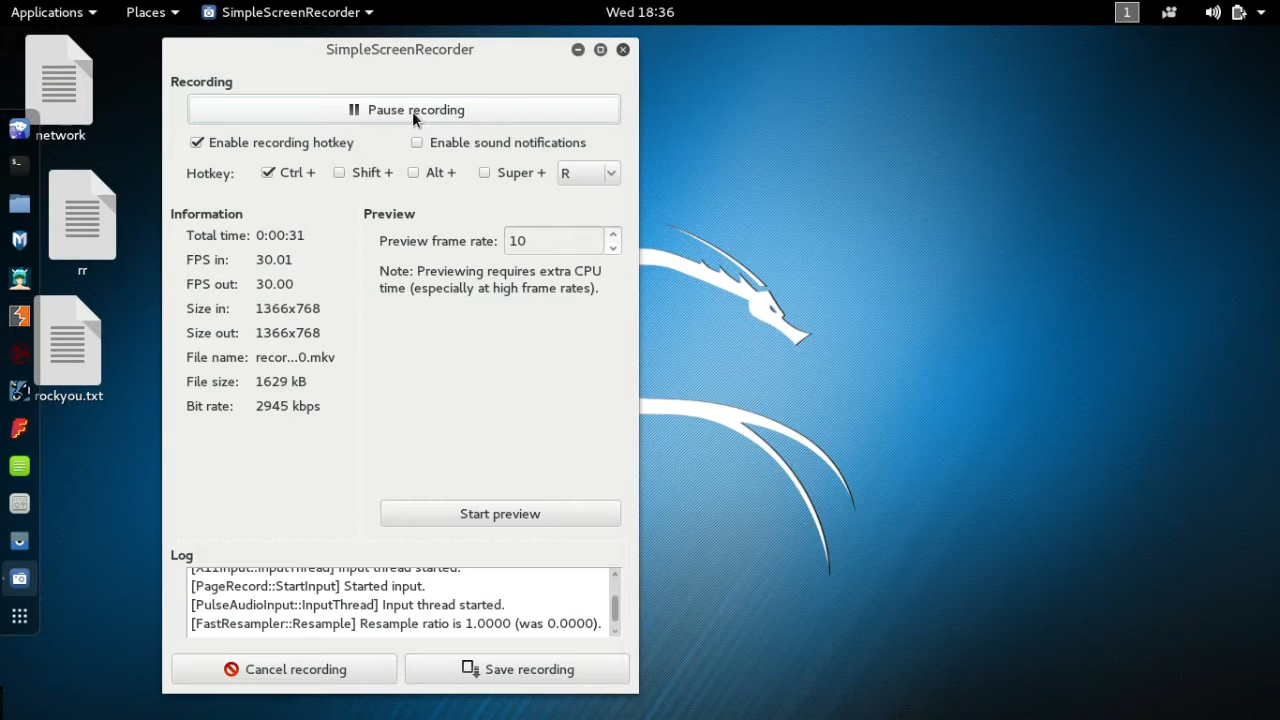 Applications Places SimpleScreenRecorder Wed 18:36 1
network
rr
rockyou.txt
SimpleScreenRecorder
Recording
Pause recording
Enable recording hotkey Enable sound notifications
Hotkey: Ctrl + Shift + Alt + Super + R
Information
Total time: 0:00:31
FPS in: 30.01
FPS out: 30.00
Size in: 1366x768
Size out: 1366x768
File name: recor...0.mkv
File size: 1629 kB
Bit rate: 2945 kbps
Preview
Preview frame rate: 10
Note: Previewing requires extra CPU
time (especially at high frame rates).
Start preview
Log
[X11Input::InputThread] Input thread started.
[PageRecord::StartInput] Started input.
[PulseAudioInput::InputThread] Input thread started.
[FastResampler::Resample] Resample ratio is 1.0000 (was 0.0000).
Cancel recording Save recording